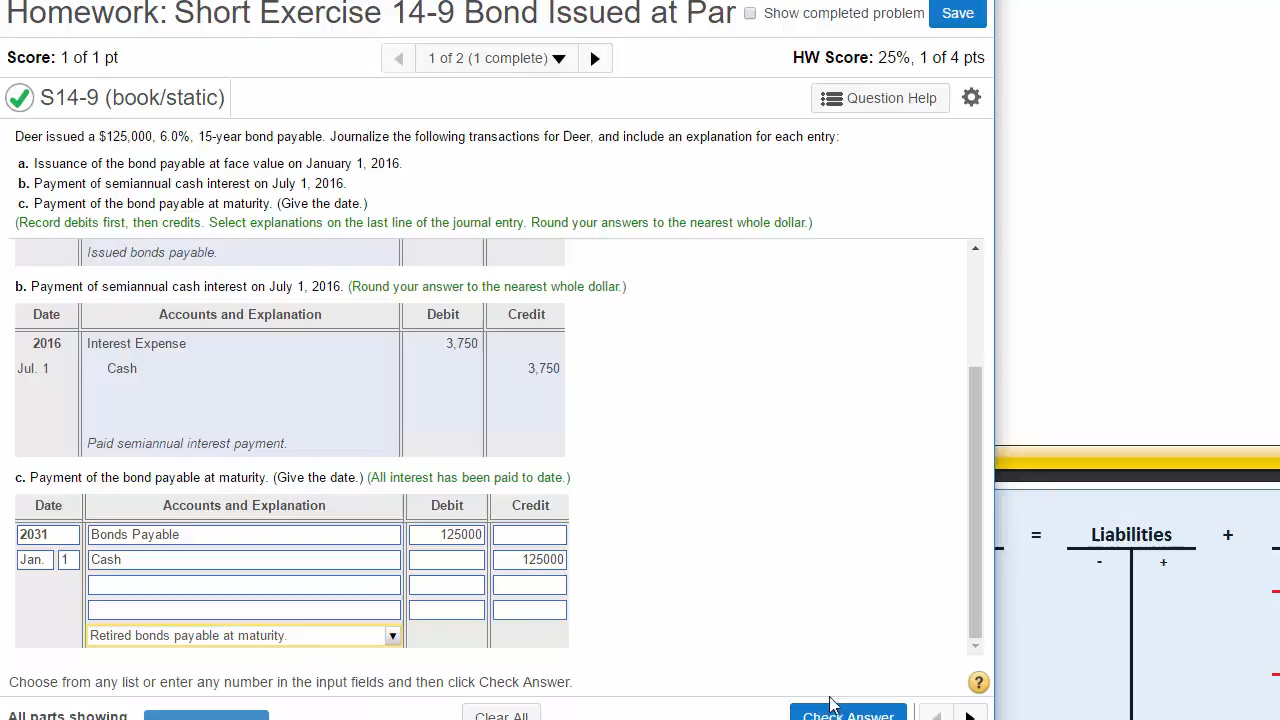 Homework: Short Exercise 14-9 Bond Issued at Par Show completed problem Save
Score: 1 of 1 pt 1 of 2 (1 complete) HW Score: 25%, 1 of 4 pts
S14-9 (book/static) Question Help
Deer issued a $125,000, 6.0%, 15-year bond payable. Journalize the following transactions for Deer, and include an explanation for each entry:
a. Issuance of the bond payable at face value on January 1, 2016.
b. Payment of semiannual cash interest on July 1, 2016.
c. Payment of the bond payable at maturity. (Give the date.)
(Record debits first, then credits. Select explanations on the last line of the journal entry. Round your answers to the nearest whole dollar.)
Issued bonds payable.
b. Payment of semiannual cash interest on July 1, 2016. (Round your answer to the nearest whole dollar.)
Date Accounts and Explanation Debit Credit
2016 Interest Expense 3,750
Jul. 1 Cash 3,750
Paid semiannual interest payment.
c. Payment of the bond payable at maturity. (Give the date.) (All interest has been paid to date.)
Date Accounts and Explanation Debit Credit
2031 Bonds Payable 125000
Jan. 1 Cash 125000
Retired bonds payable at maturity.
= Liabilities +
- +
Choose from any list or enter any number in the input fields and then click Check Answer.
?
All parts showing Clear All Check Answer